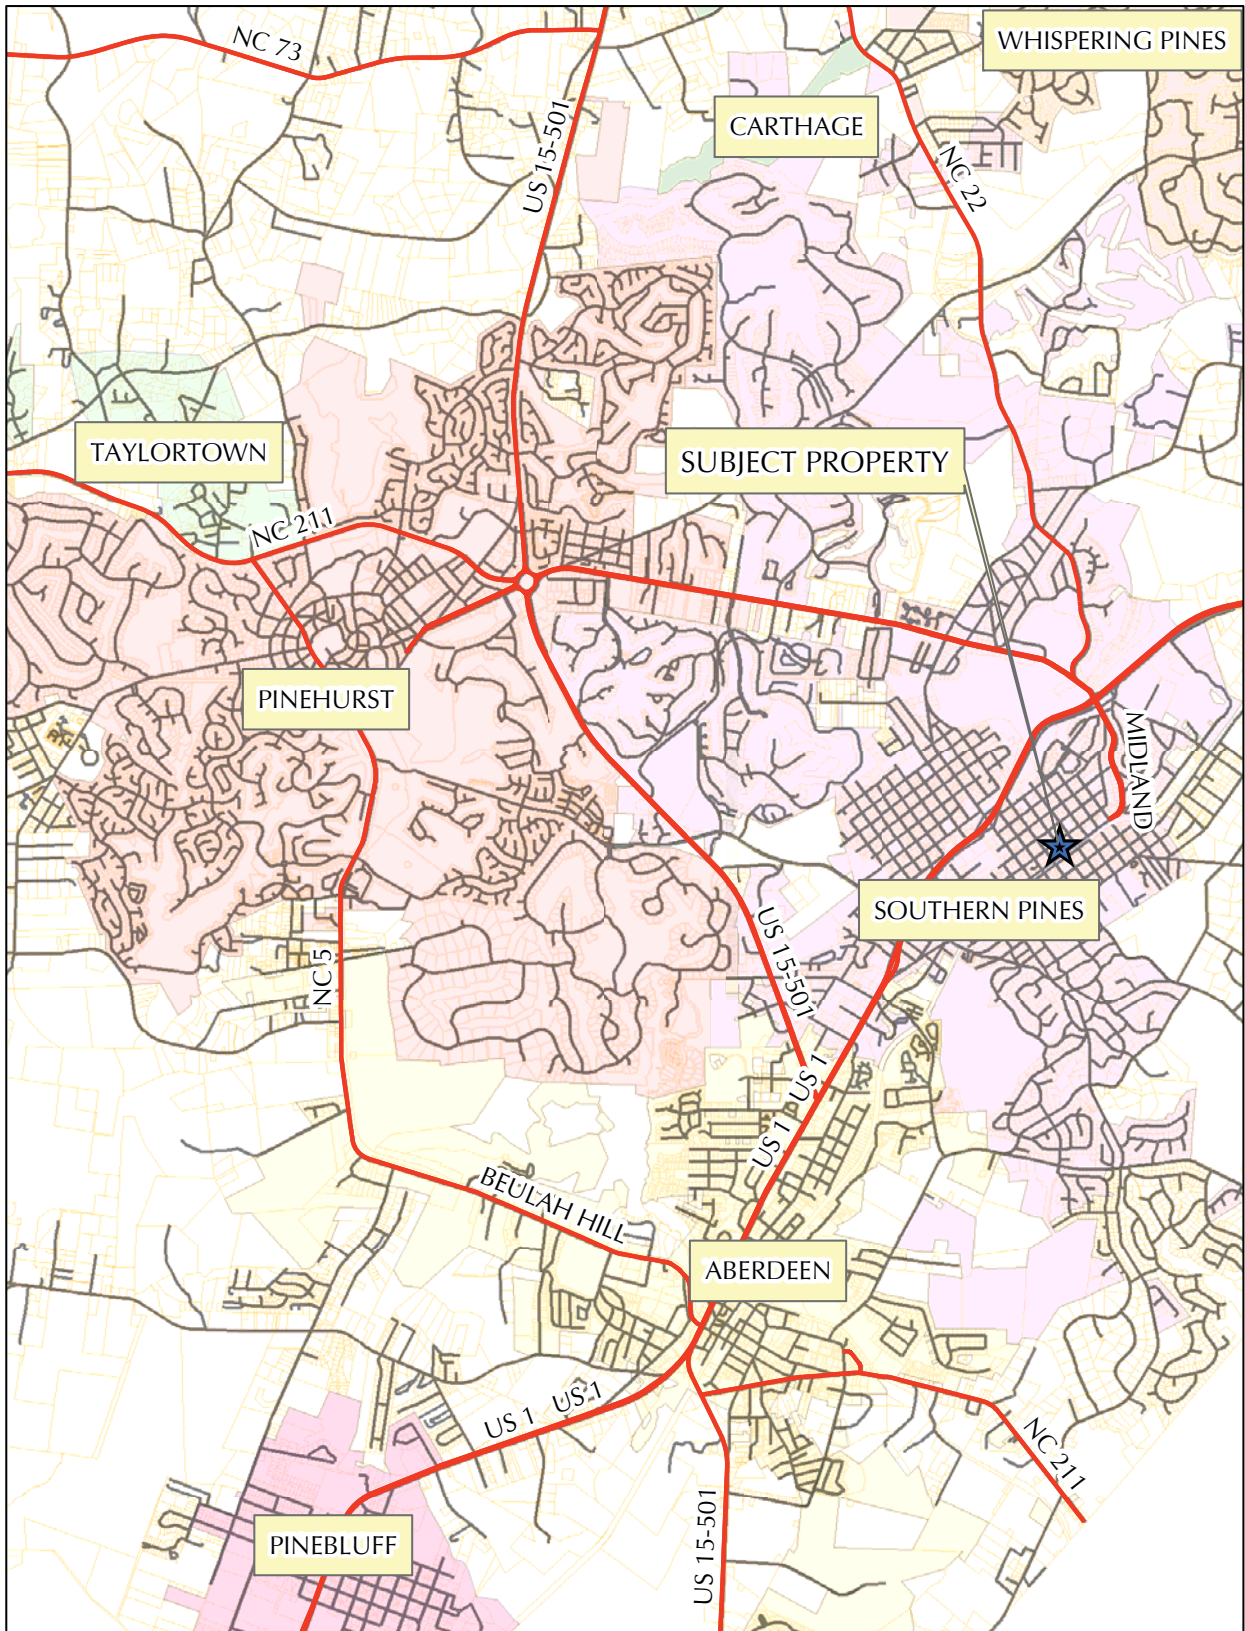 WHISPERING PINES
NC 73
CARTHAGE
US 15-501
NC 22
TAYLORTOWN
SUBJECT PROPERTY
NC 211
PINEHURST
MIDLAND
SOUTHERN PINES
US 15-501
NC 5
US 1
US 1
BEULAH HILL
ABERDEEN
US 1
US 1
NC 211
US 15-501
PINEBLUFF